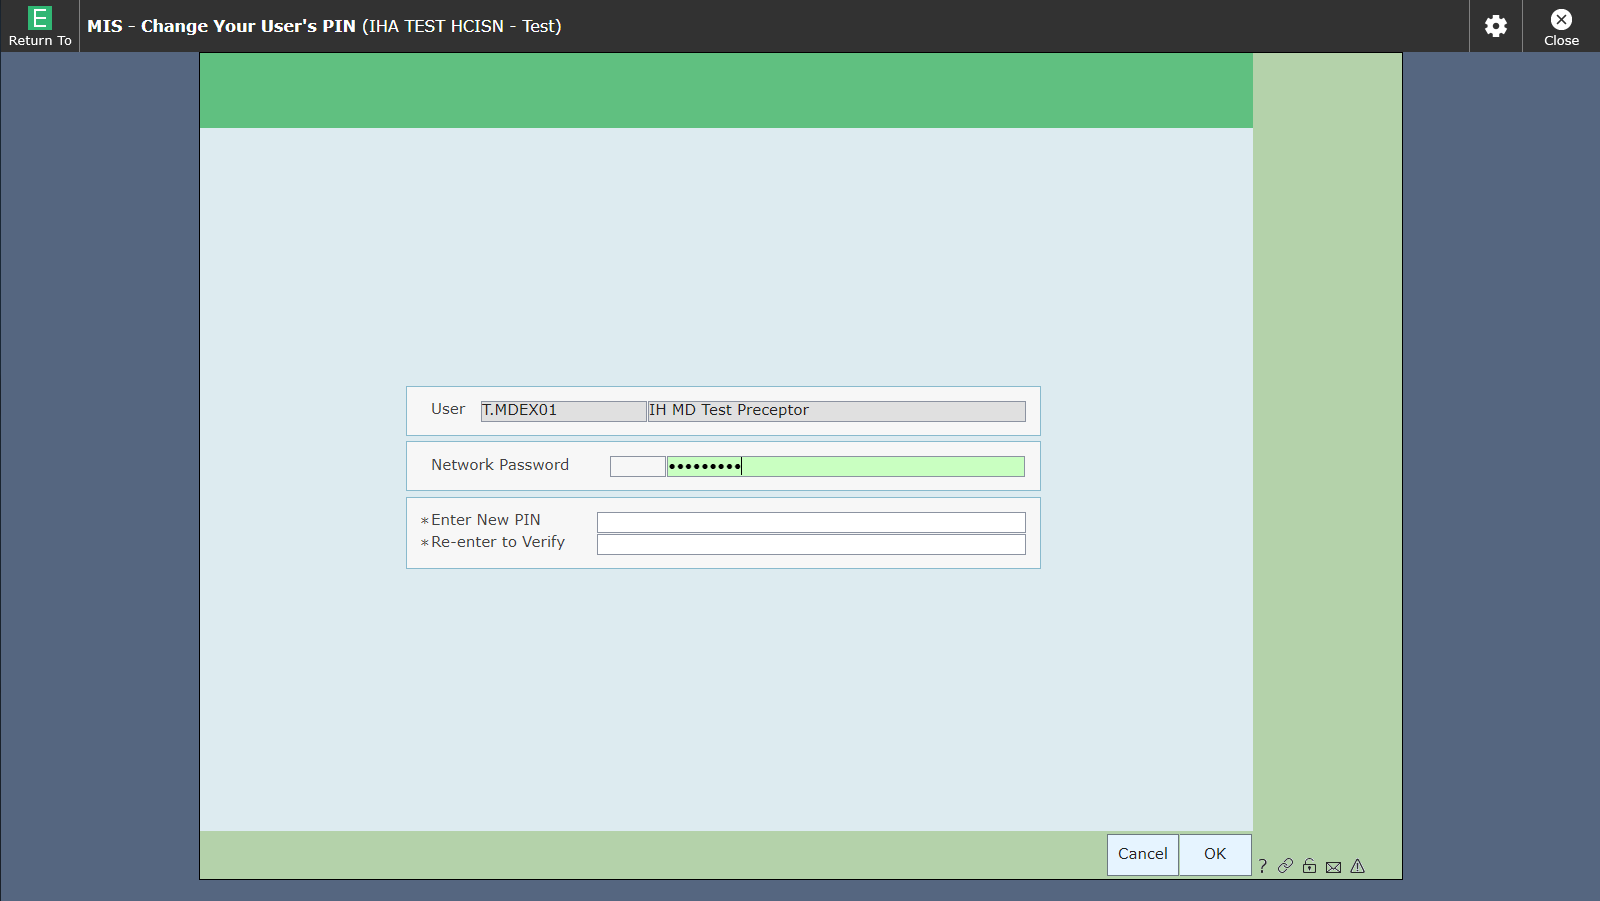 E
Return To
MIS - Change Your User's PIN (IHA TEST HCISN - Test)
Close
User T.MDEX01 IH MD Test Preceptor
Network Password •••••••••
*Enter New PIN
*Re-enter to Verify
Cancel OK
?